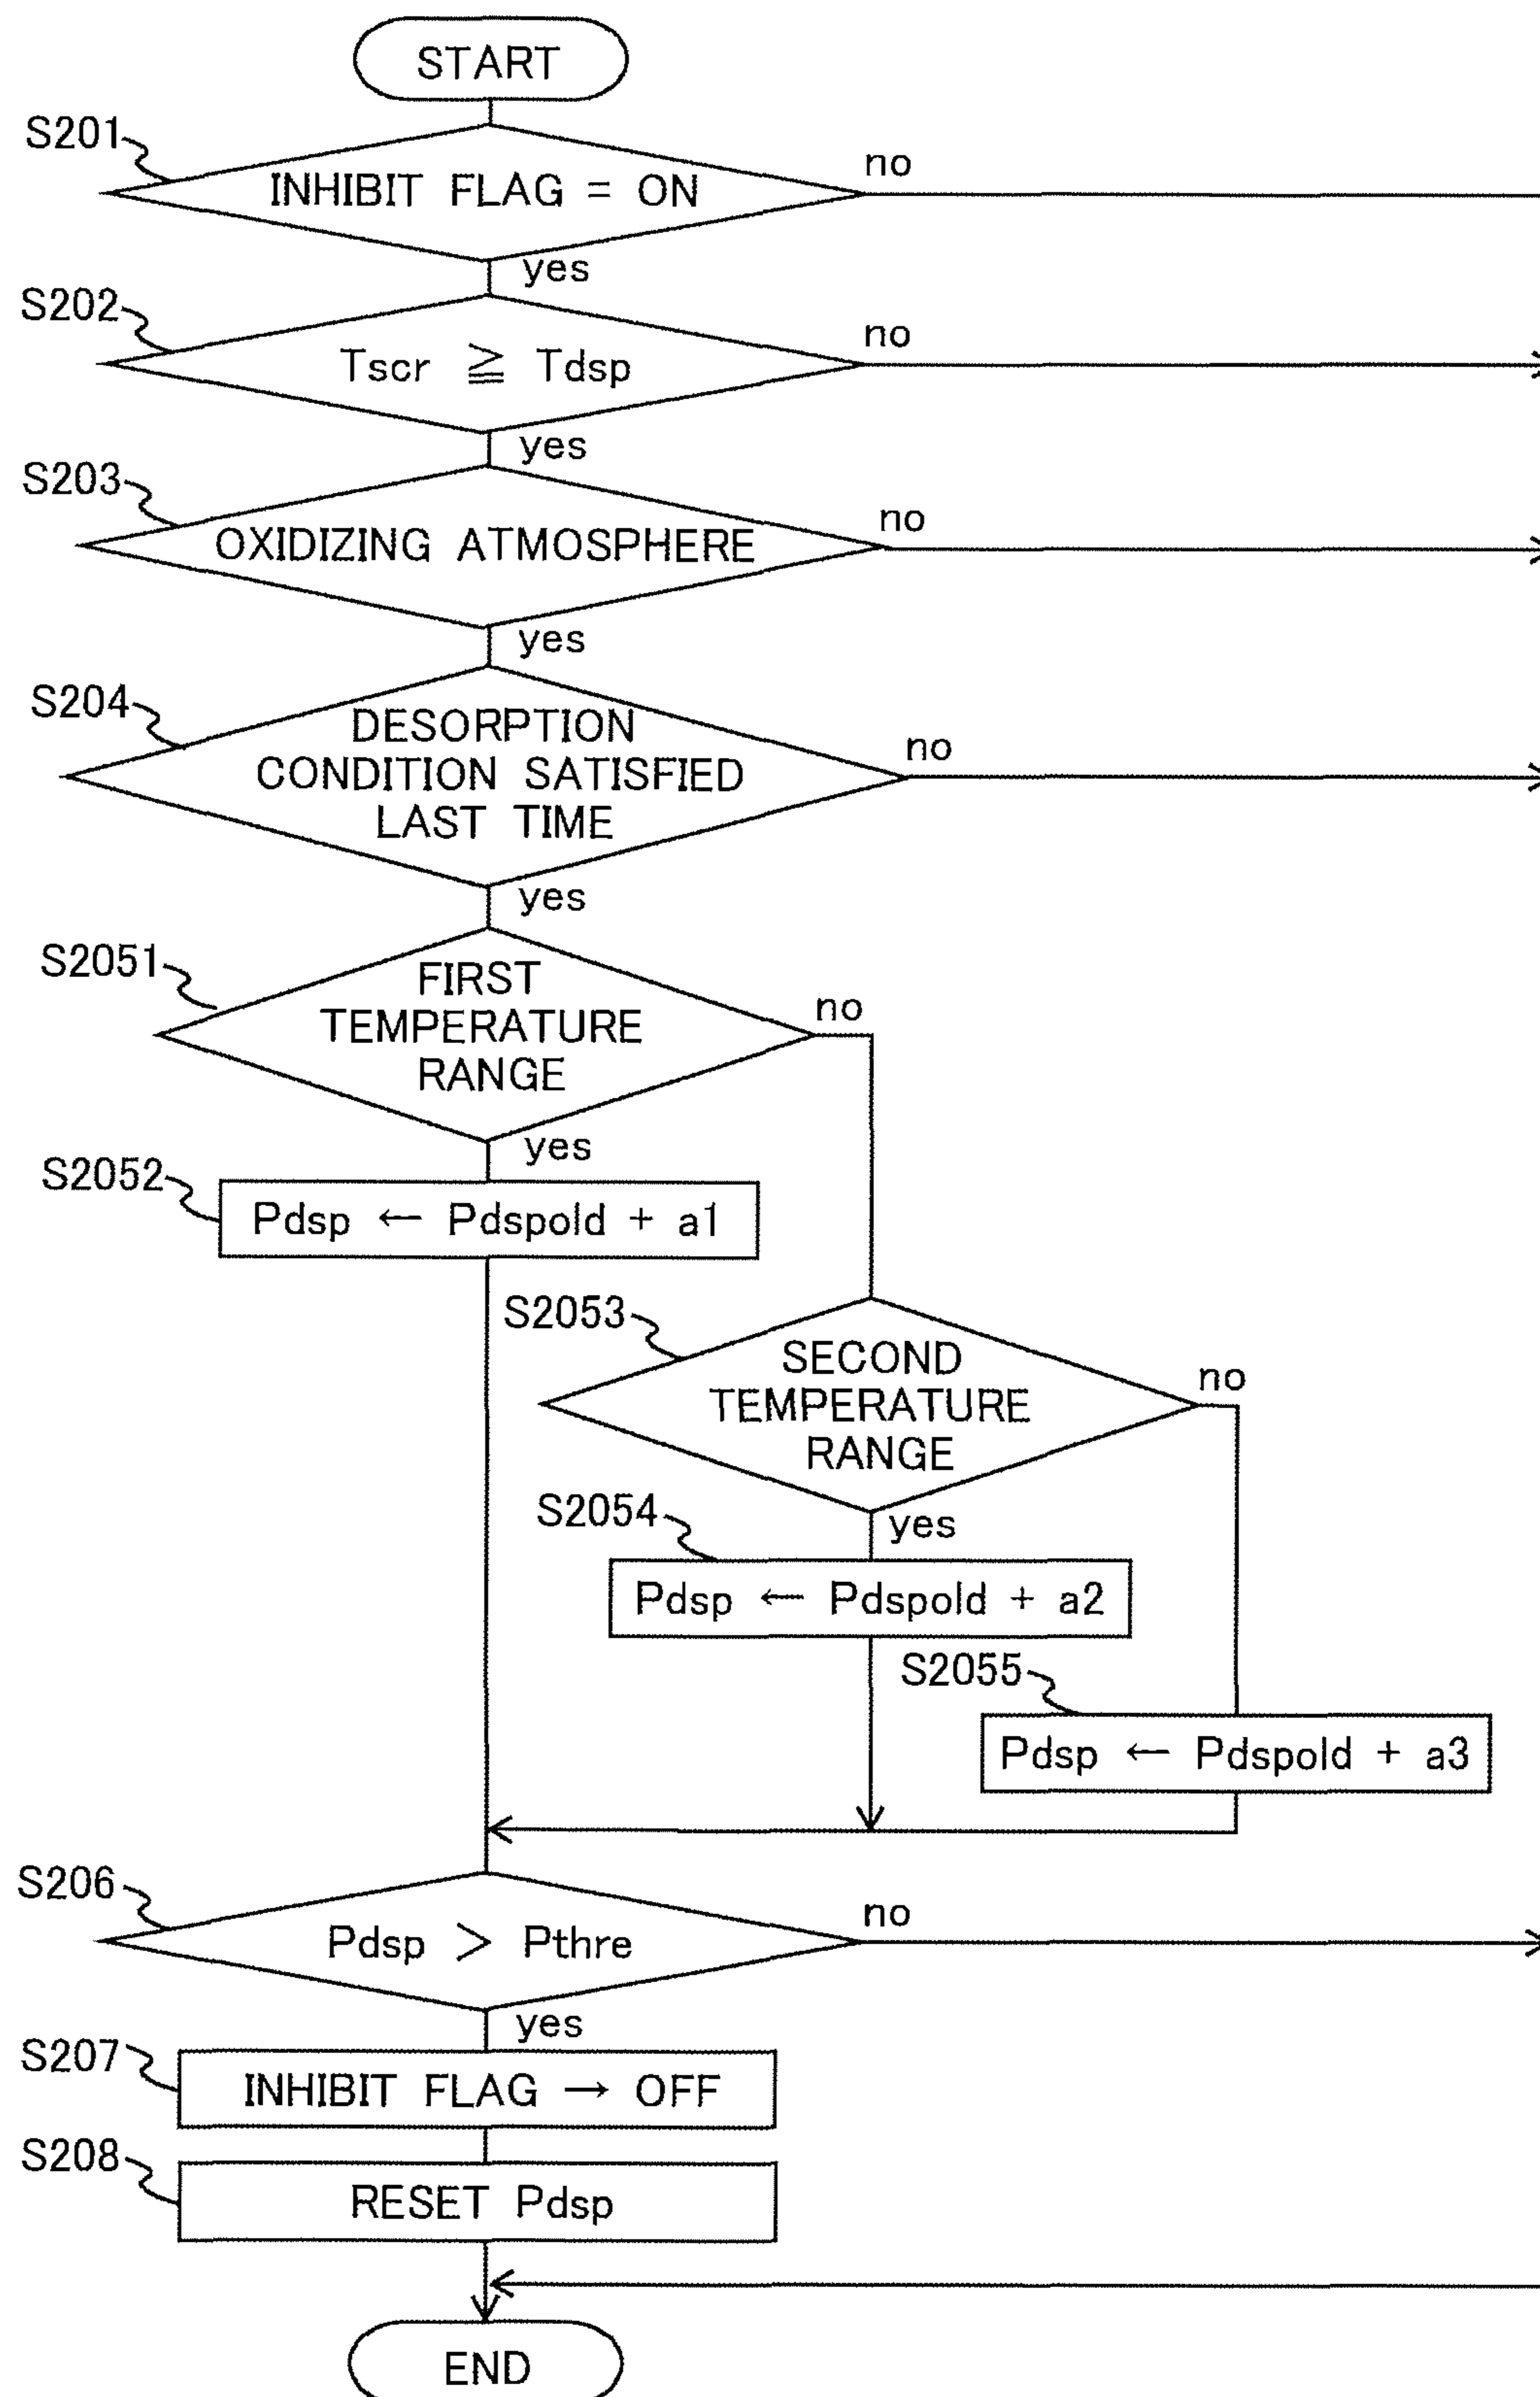 START
S201
INHIBIT FLAG = ON
no
yes
S202
Tscr ≧ Tdsp
no
yes
S203
OXIDIZING ATMOSPHERE
no
yes
S204
DESORPTION
CONDITION SATISFIED
LAST TIME
no
yes
S2051
FIRST
TEMPERATURE
RANGE
no
yes
S2052
Pdsp ← Pdspold + a1
S2053
SECOND
TEMPERATURE
RANGE
no
yes
S2054
Pdsp ← Pdspold + a2
S2055
Pdsp ← Pdspold + a3
S206
Pdsp > Pthre
no
yes
S207
INHIBIT FLAG → OFF
S208
RESET Pdsp
END